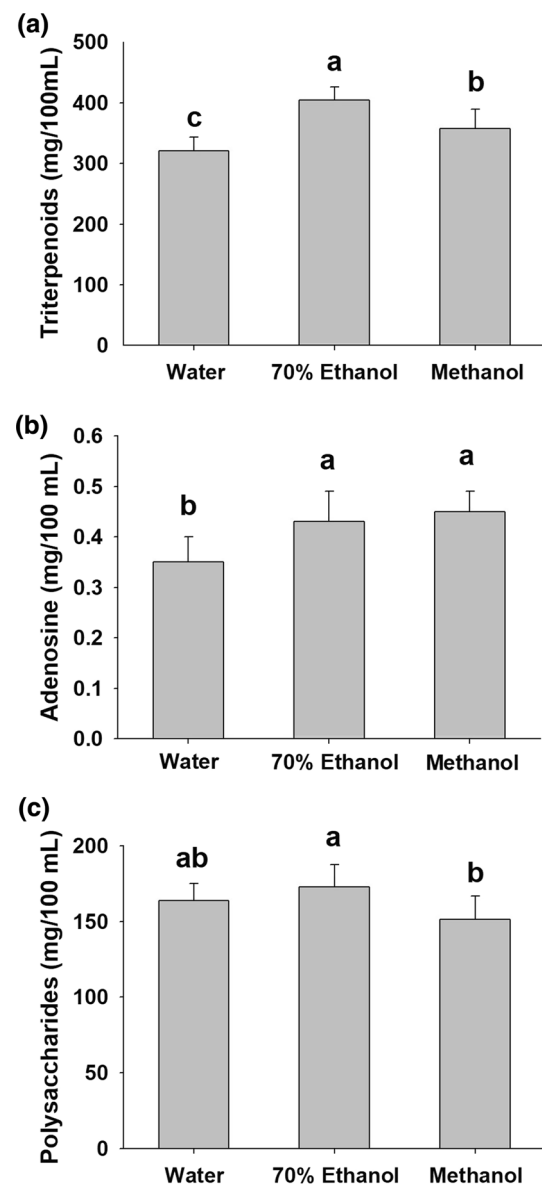 (a)
Triterpenoids (mg/100mL)
500
400
300
200
100
0
c
a
b
Water
70% Ethanol
Methanol
(b)
Adenosine (mg/100 mL)
0.6
0.5
0.4
0.3
0.2
0.1
0.0
b
a
a
Water
70% Ethanol
Methanol
(c)
Polysaccharides (mg/100 mL)
200
150
100
50
0
ab
a
b
Water
70% Ethanol
Methanol